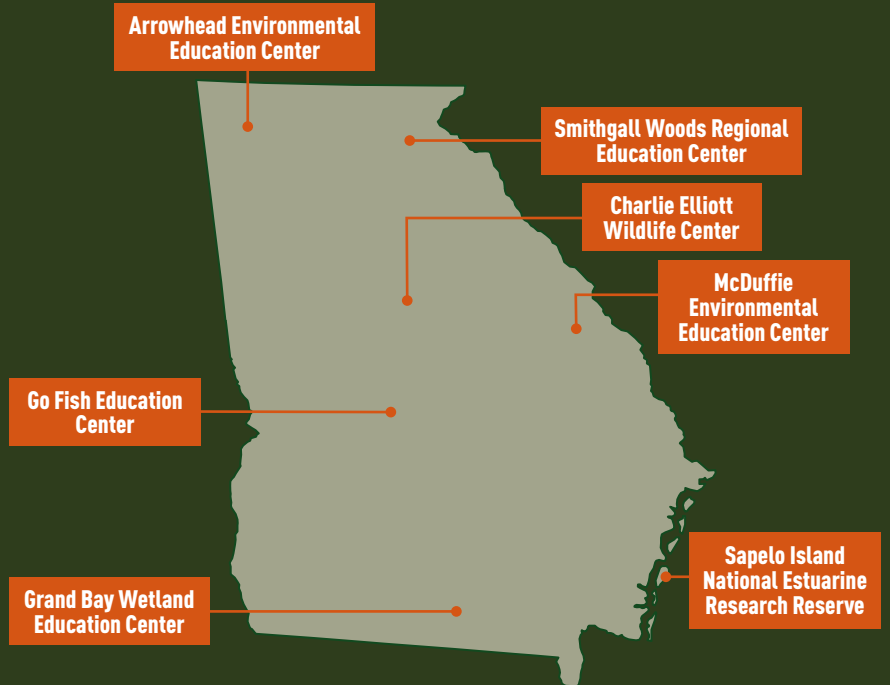 Arrowhead Environmental
Education Center
Smithgall Woods Regional
Education Center
Charlie Elliott
Wildlife Center
McDuffie
Environmental
Education Center
Go Fish Education
Center
Sapelo Island
National Estuarine
Research Reserve
Grand Bay Wetland
Education Center